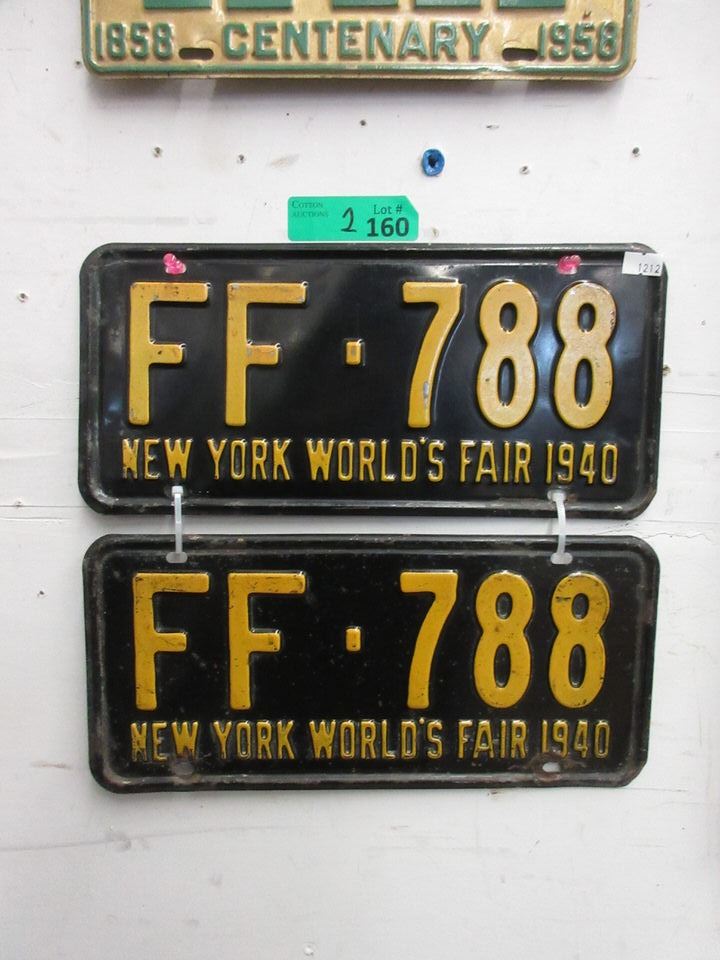 1858 CENTENARY 1958
COTTON
AUCTIONS
2
Lot #
160
1212
FF·788
NEW YORK WORLD'S FAIR 1940
FF·788
NEW YORK WORLD'S FAIR 1940